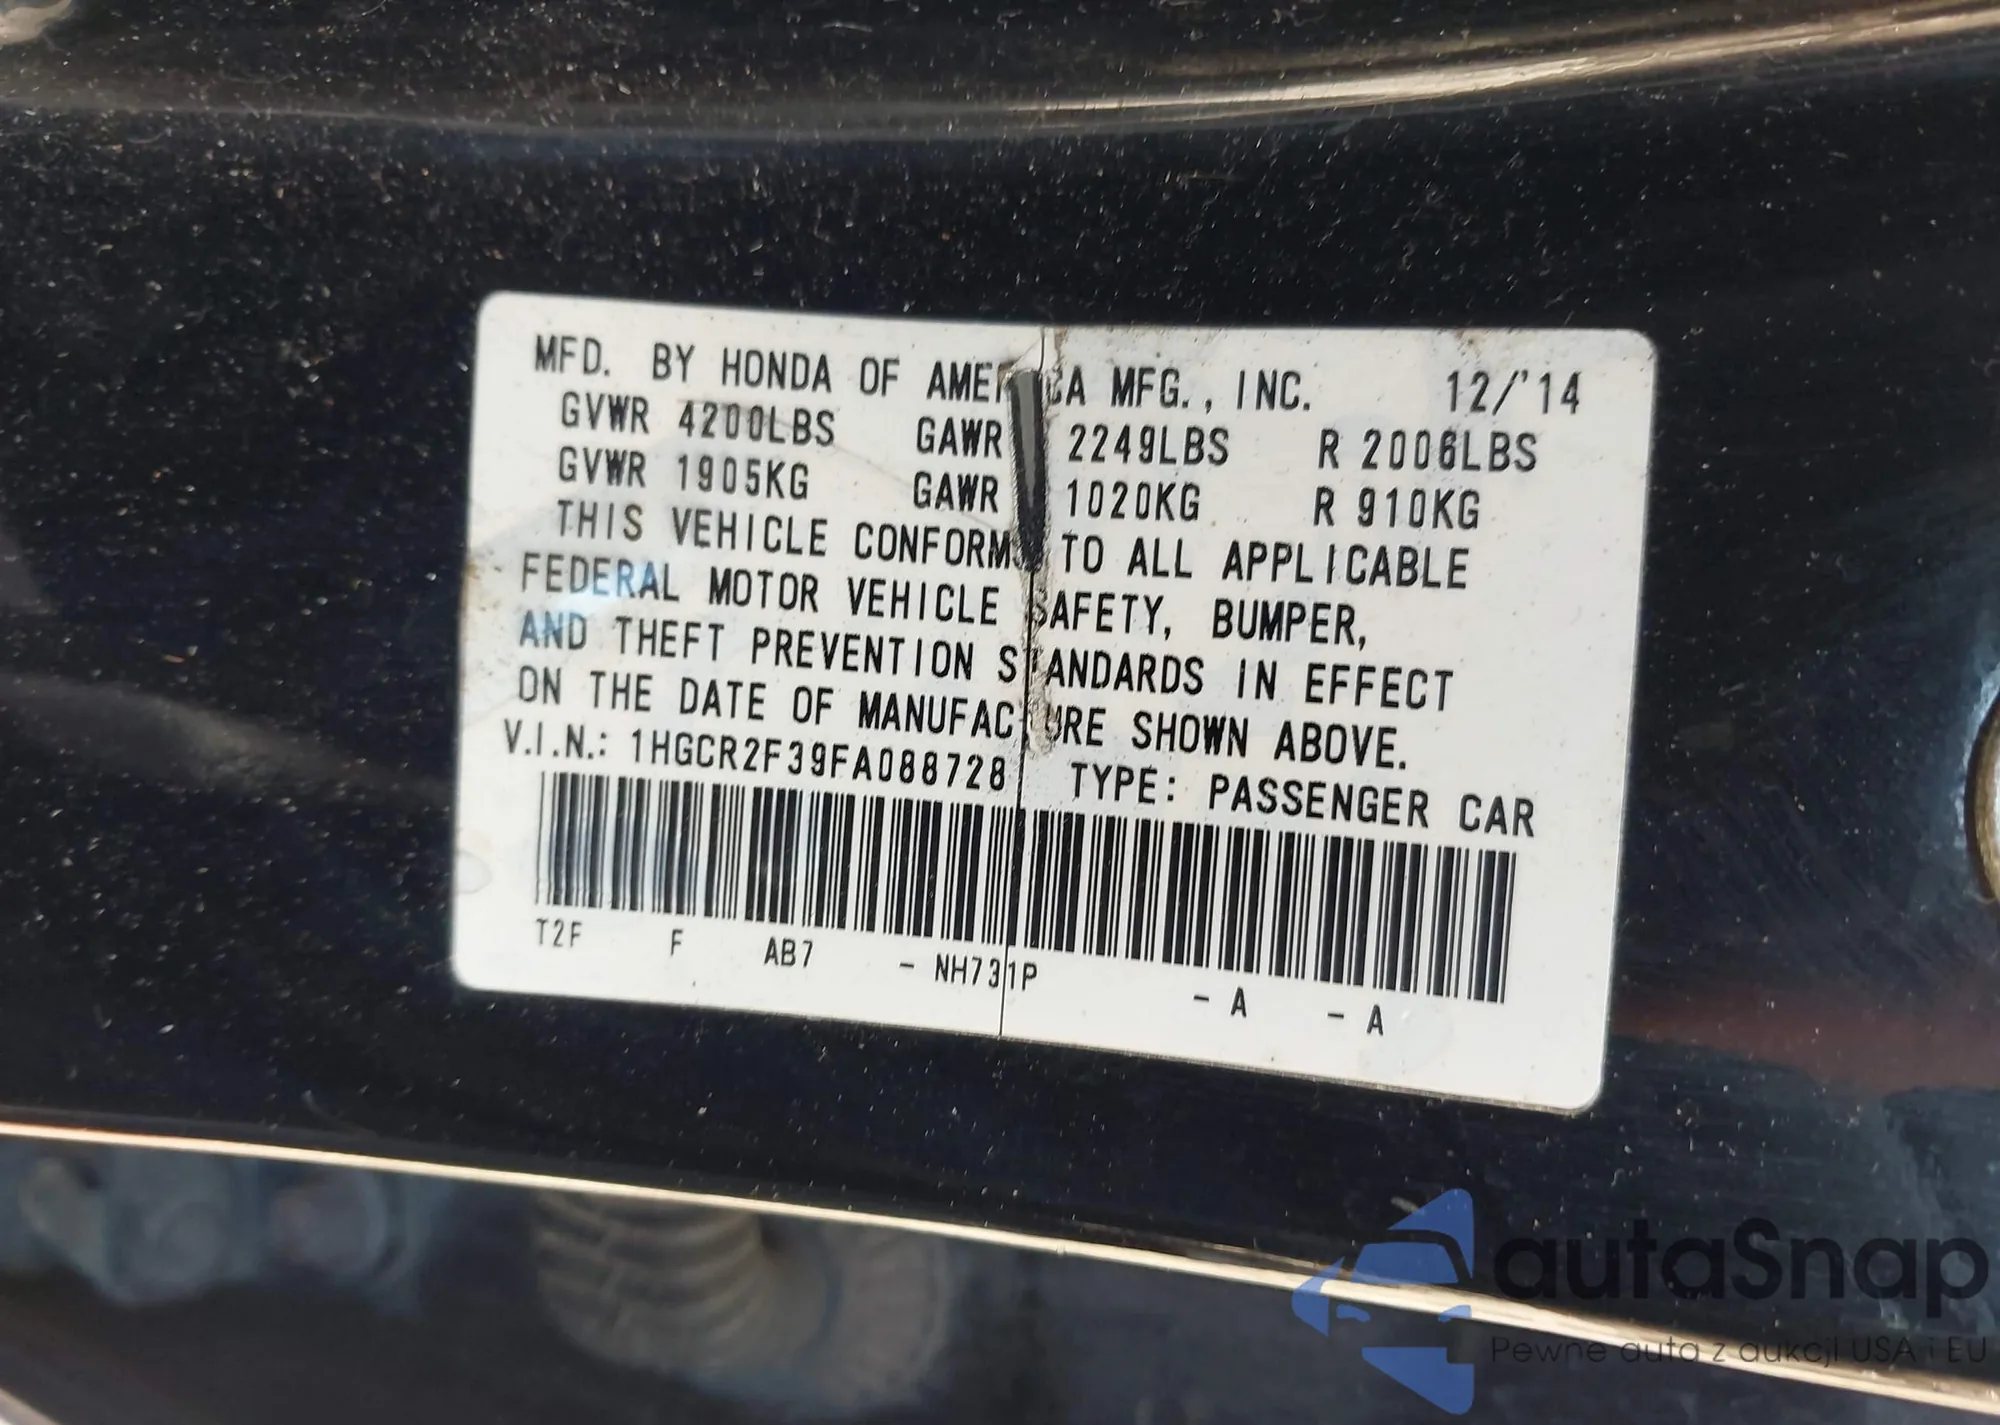 MFD. BY HONDA OF AMERICA MFG., INC. 12/'14
GVWR 4200LBS GAWR 2249LBS R 2006LBS
GVWR 1905KG GAWR 1020KG R 910KG
THIS VEHICLE CONFORMS TO ALL APPLICABLE
FEDERAL MOTOR VEHICLE SAFETY, BUMPER,
AND THEFT PREVENTION STANDARDS IN EFFECT
ON THE DATE OF MANUFACTURE SHOWN ABOVE.
V.I.N.: 1HGCR2F39FA088728 TYPE: PASSENGER CAR
T2F F AB7 - NH731P - A - A
autaSnap
Pewne auta z aukcji USA i EU